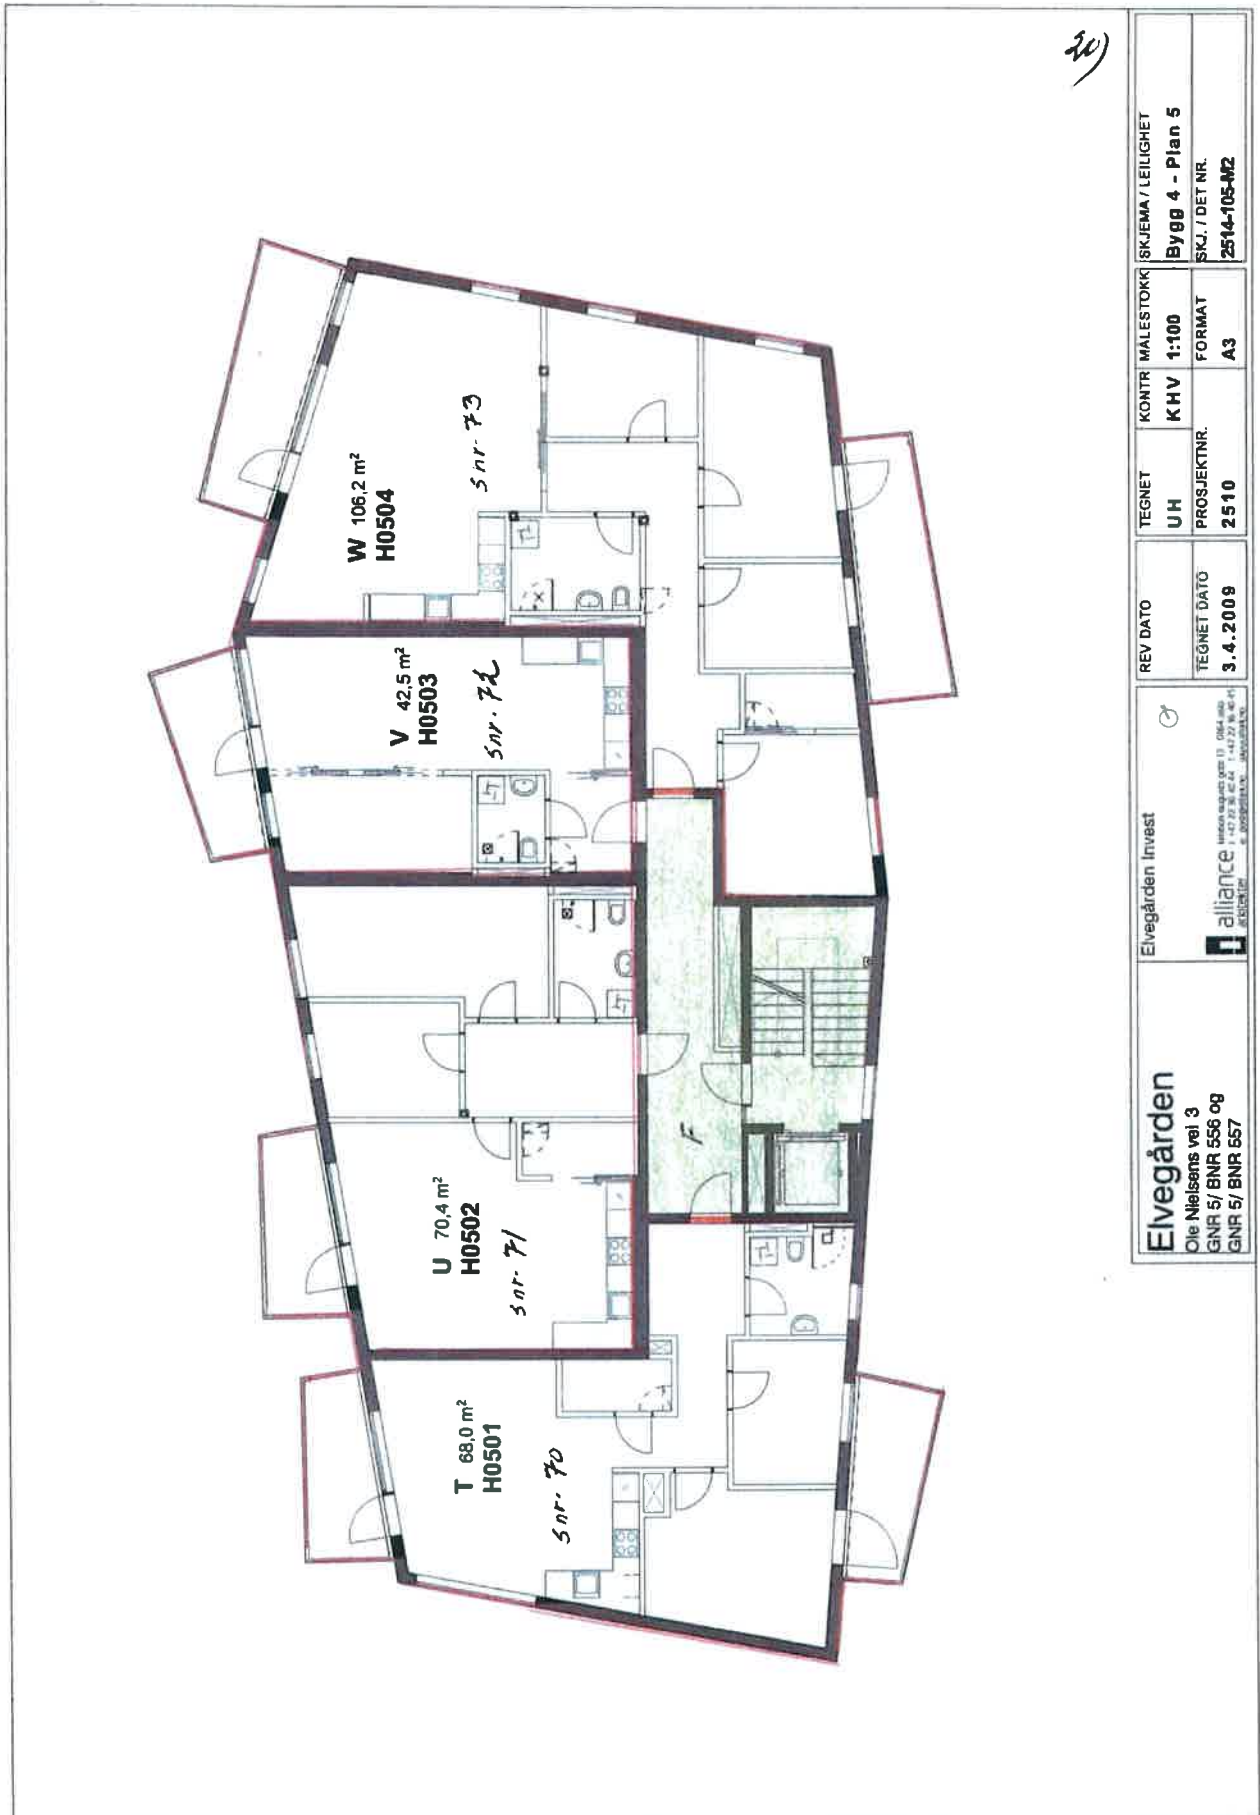 20)
W 106,2 m²
H0504
snr. 73
V 42,5 m²
H0503
snr. 72
U 70,4 m²
H0502
snr. 71
T 68,0 m²
H0501
snr. 70
F
Elvegården
Ole Nielsens vei 3
GNR 5/ BNR 556 og
GNR 5/ BNR 557
Elvegården Invest
alliance
arkitekter
REV DATO
TEGNET DATO
3.4.2009
TEGNET
UH
KONTR
KHV
PROSJEKTNR.
2510
MÅLESTOKK
1:100
FORMAT
A3
SKJEMA / LEILIGHET
Bygg 4 - Plan 5
SKJ. / DET NR.
2514-105-M2